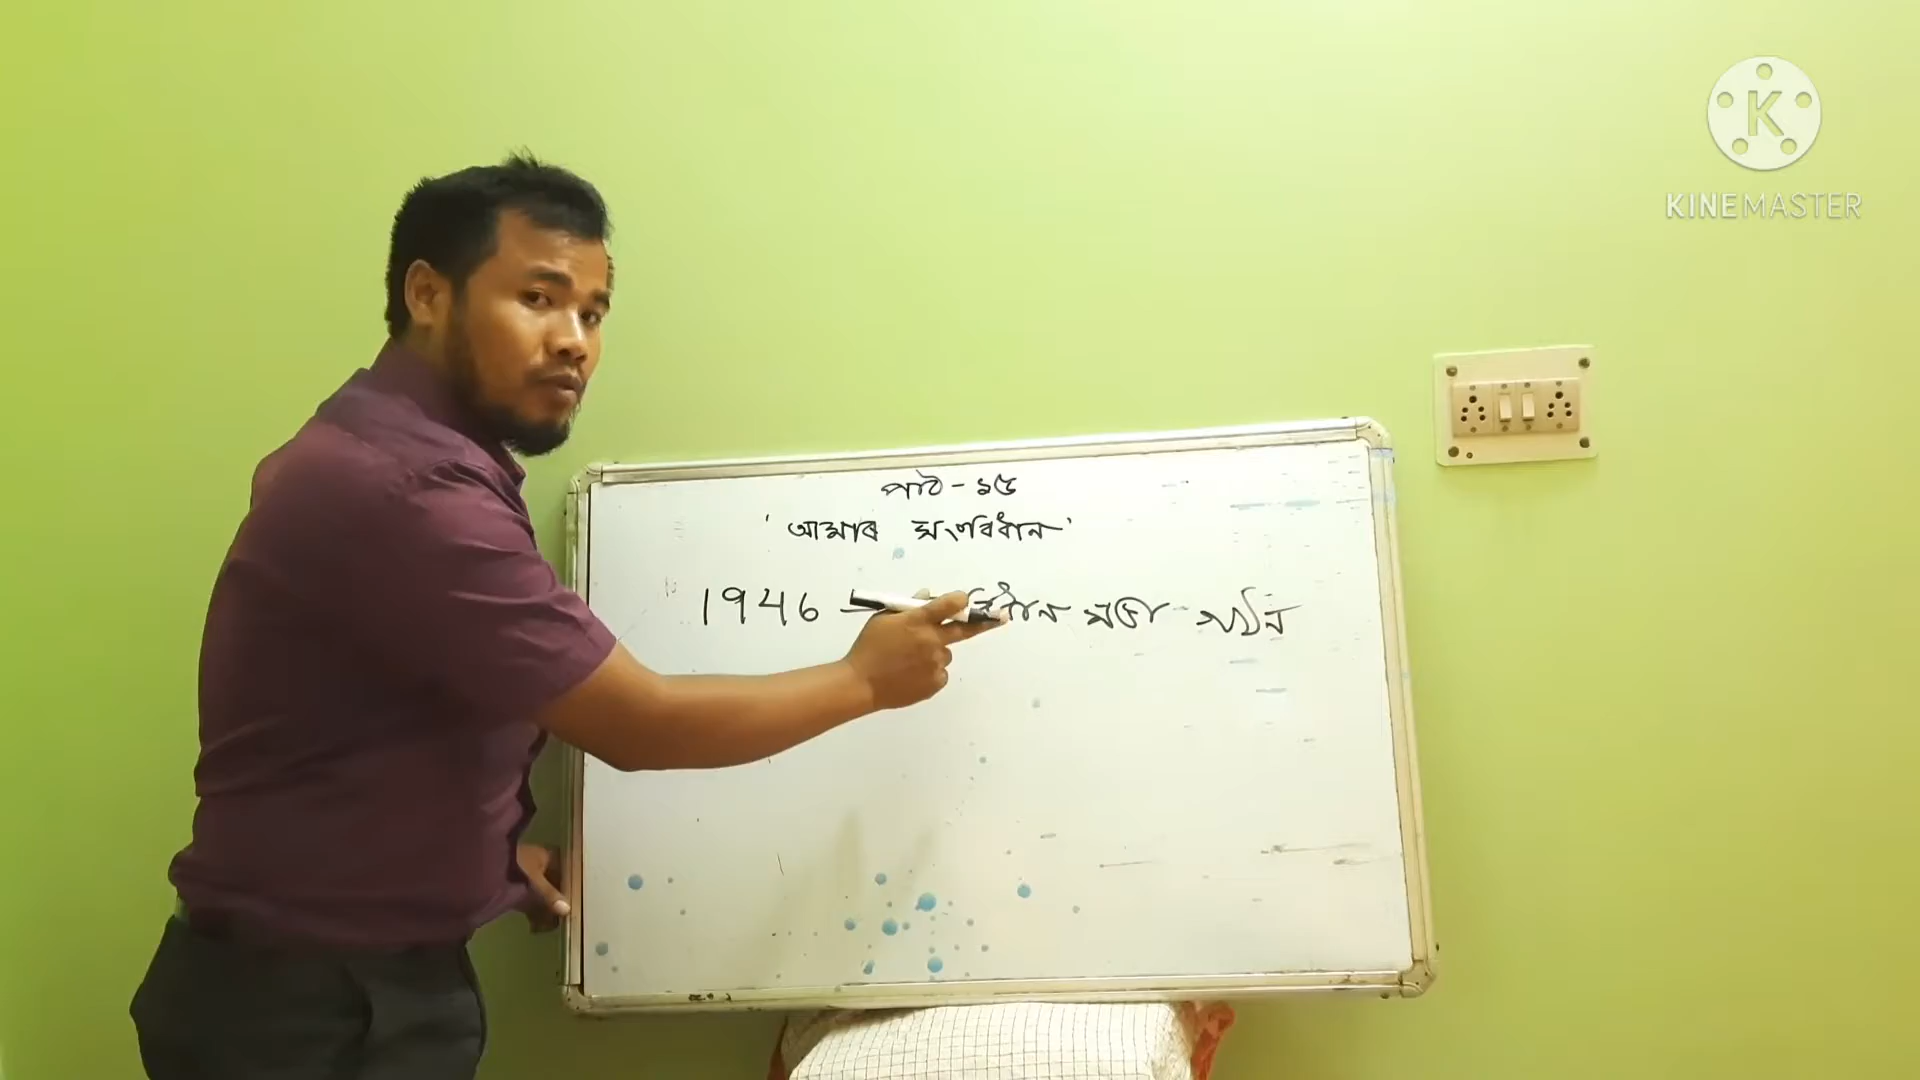 KINEMASTER
পাঠ - ১৫
'আমাৰ সংবিধান'
1946 – সভা গঠন